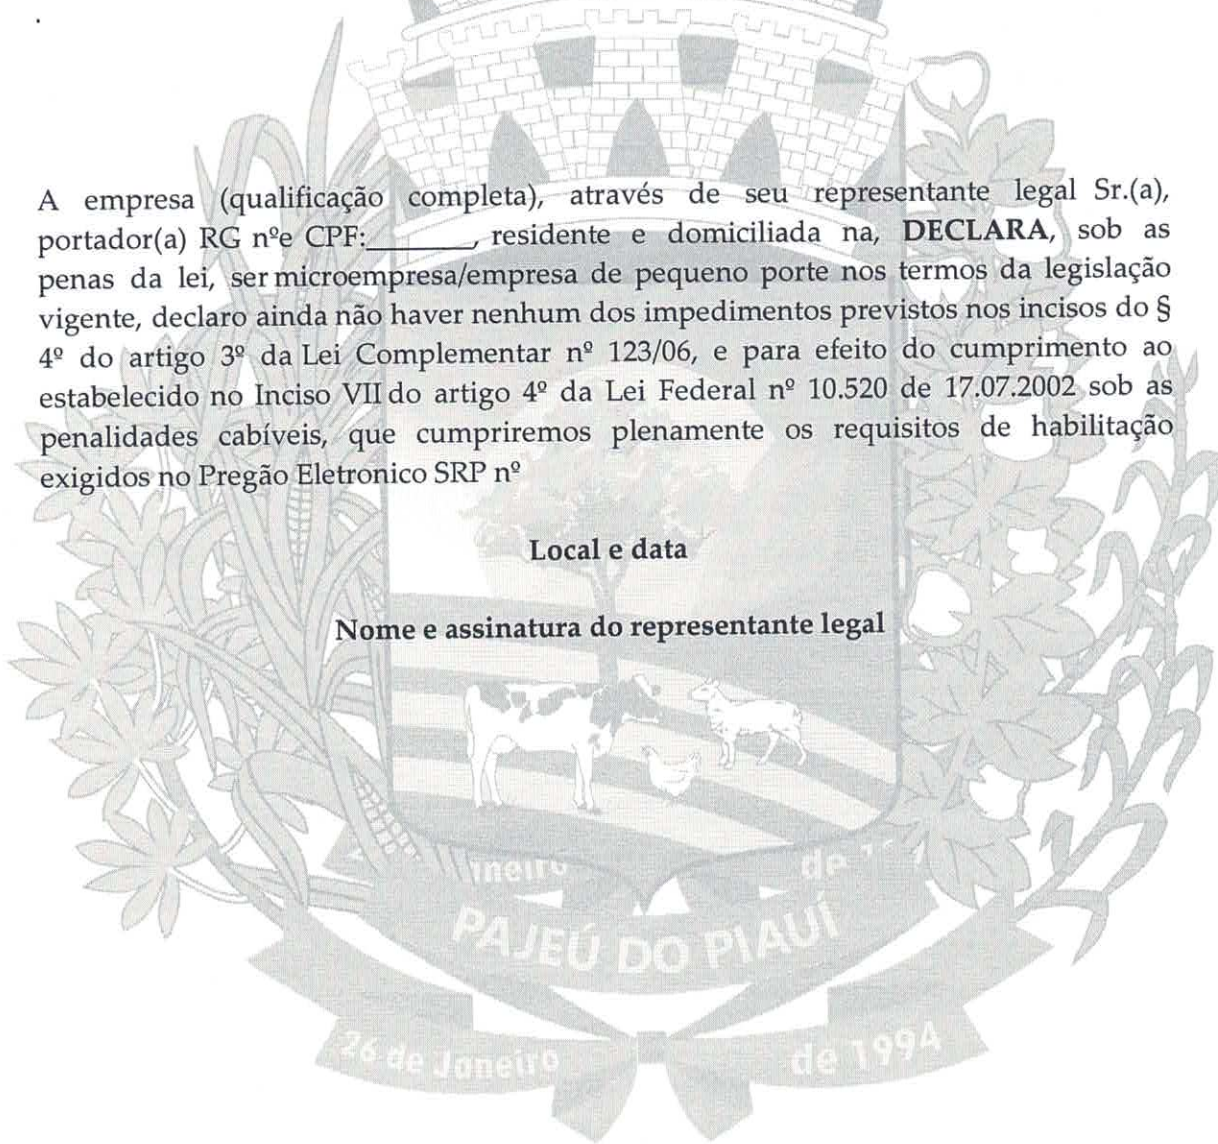 A empresa (qualificação completa), através de seu representante legal Sr.(a),
portador(a) RG nºe CPF:_______, residente e domiciliada na, DECLARA, sob as
penas da lei, ser microempresa/empresa de pequeno porte nos termos da legislação
vigente, declaro ainda não haver nenhum dos impedimentos previstos nos incisos do §
4º do artigo 3º da Lei Complementar nº 123/06, e para efeito do cumprimento ao
estabelecido no Inciso VII do artigo 4º da Lei Federal nº 10.520 de 17.07.2002 sob as
penalidades cabíveis, que cumpriremos plenamente os requisitos de habilitação
exigidos no Pregão Eletronico SRP nº
Local e data
Nome e assinatura do representante legal
PAJEÚ DO PIAUÍ
26 de Janeiro de 1994